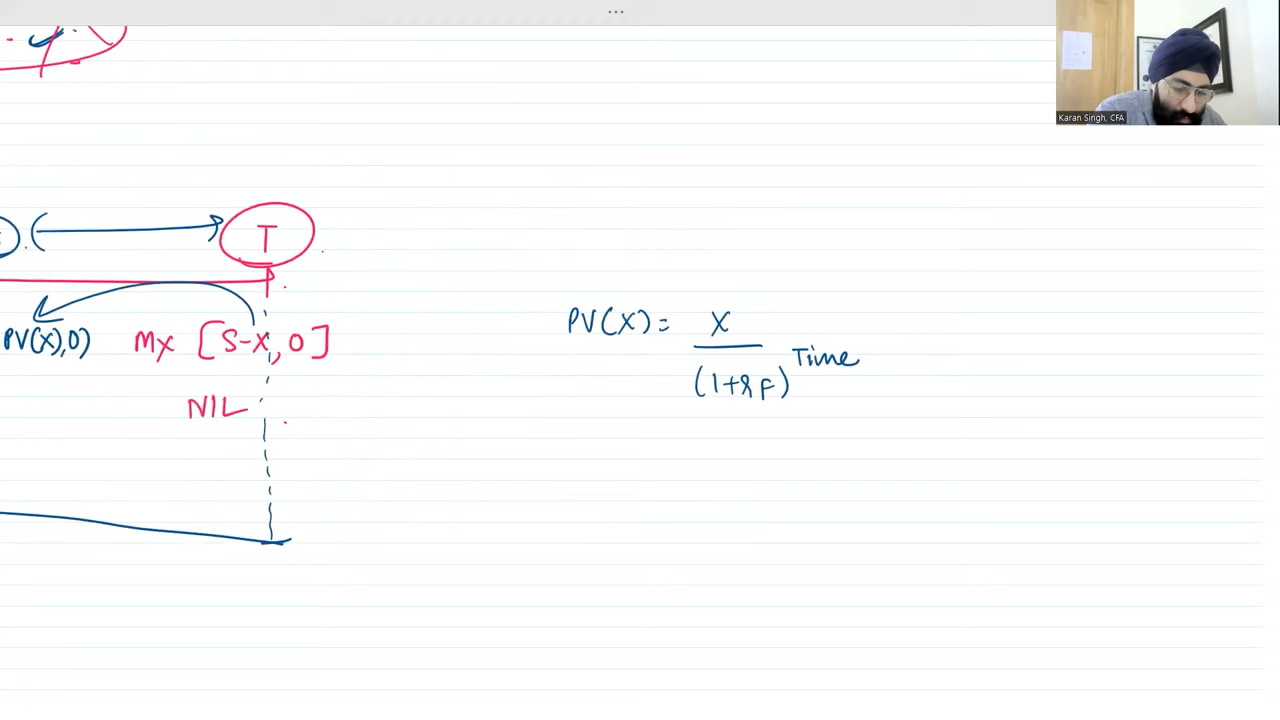 Karan Singh, CFA
T
PV(X),0)
Mx [S-X, 0]
NIL
PV(X) = X
(1+RF) Time